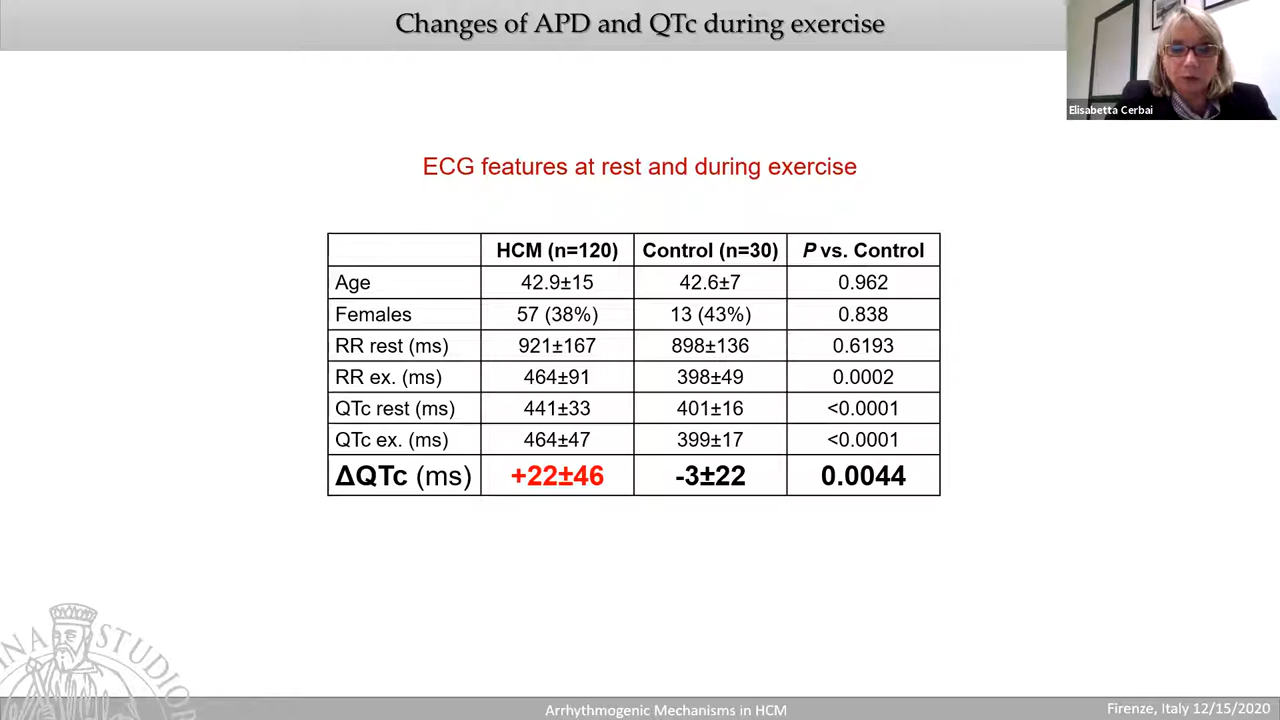 Changes of APD and QTc during exercise
Elisabetta Cerbai
ECG features at rest and during exercise
HCM (n=120) Control (n=30) P vs. Control
Age 42.9±15 42.6±7 0.962
Females 57 (38%) 13 (43%) 0.838
RR rest (ms) 921±167 898±136 0.6193
RR ex. (ms) 464±91 398±49 0.0002
QTc rest (ms) 441±33 401±16 <0.0001
QTc ex. (ms) 464±47 399±17 <0.0001
ΔQTc (ms) +22±46 -3±22 0.0044
INA STUDIO
Arrhythmogenic Mechanisms in HCM
Firenze, Italy 12/15/2020